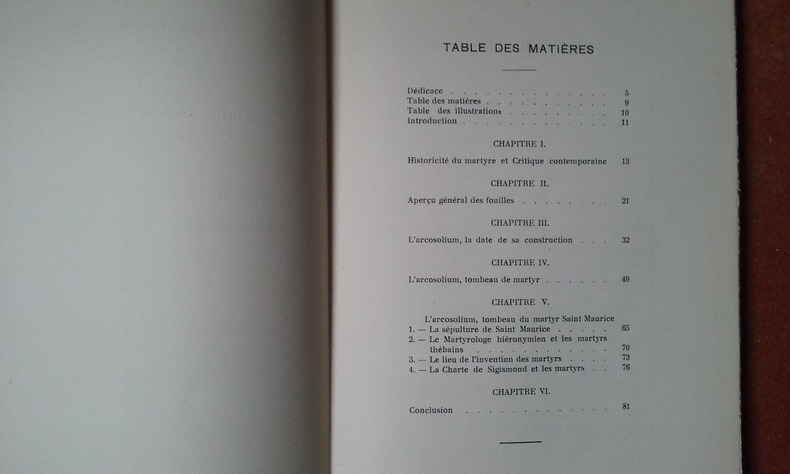 TABLE DES MATIÈRES
Dédicace . . . . . . . . . . . . . . 5
Table des matières . . . . . . . . . . . 9
Table des illustrations . . . . . . . . . 10
Introduction . . . . . . . . . . . . . 11
CHAPITRE I.
Historicité du martyre et Critique contemporaine 13
CHAPITRE II.
Aperçu général des fouilles . . . . . . . . 21
CHAPITRE III.
L'arcosolium, la date de sa construction . . . 32
CHAPITRE IV.
L'arcosolium, tombeau de martyr . . . . . . 49
CHAPITRE V.
L'arcosolium, tombeau du martyr Saint Maurice
1. — La sépulture de Saint Maurice . . . . . 65
2. — Le Martyrologe hiéronymien et les martyrs
thébains . . . . . . . . . . . . 70
3. — Le lieu de l'invention des martyrs . . . . 73
4. — La Charte de Sigismond et les martyrs . . 76
CHAPITRE VI.
Conclusion . . . . . . . . . . . . . 81